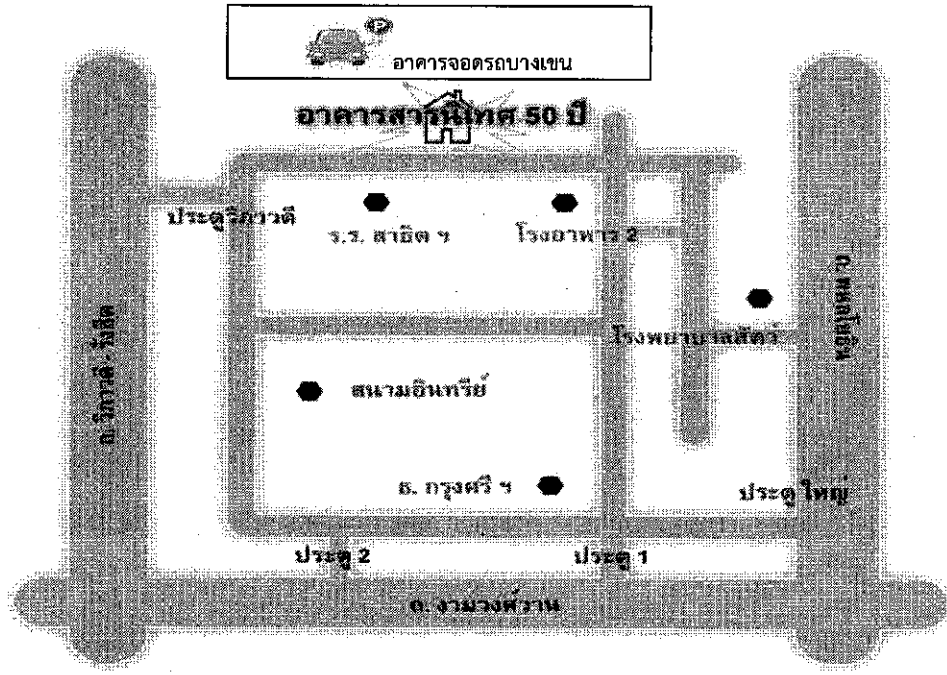 P
อาคารจอดรถบางเขน
อาคารสารนิเทศ 50 ปี
ประตูวิภาวดี
ร.ร. สาธิต ฯ
โรงอาหาร 2
ถ. วิภาวดี- รังสิต
ถ. พหลโยธิน
โรงพยาบาลสัตว์
สนามอินทรีย์
ธ. กรุงศรี ฯ
ประตู ใหญ่
ประตู 2
ประตู 1
ถ. งามวงศ์วาน